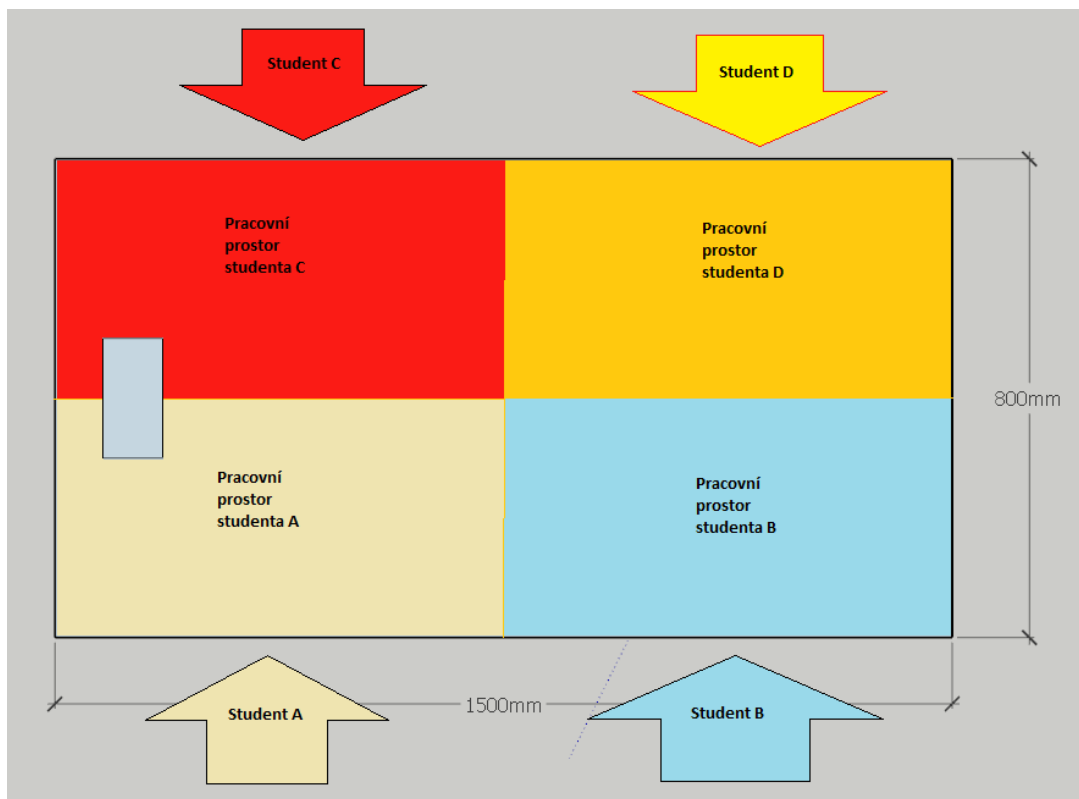 Student C
Student D
Pracovní
prostor
studenta C
Pracovní
prostor
studenta D
800mm
Pracovní
prostor
studenta A
Pracovní
prostor
studenta B
1500mm
Student A
Student B